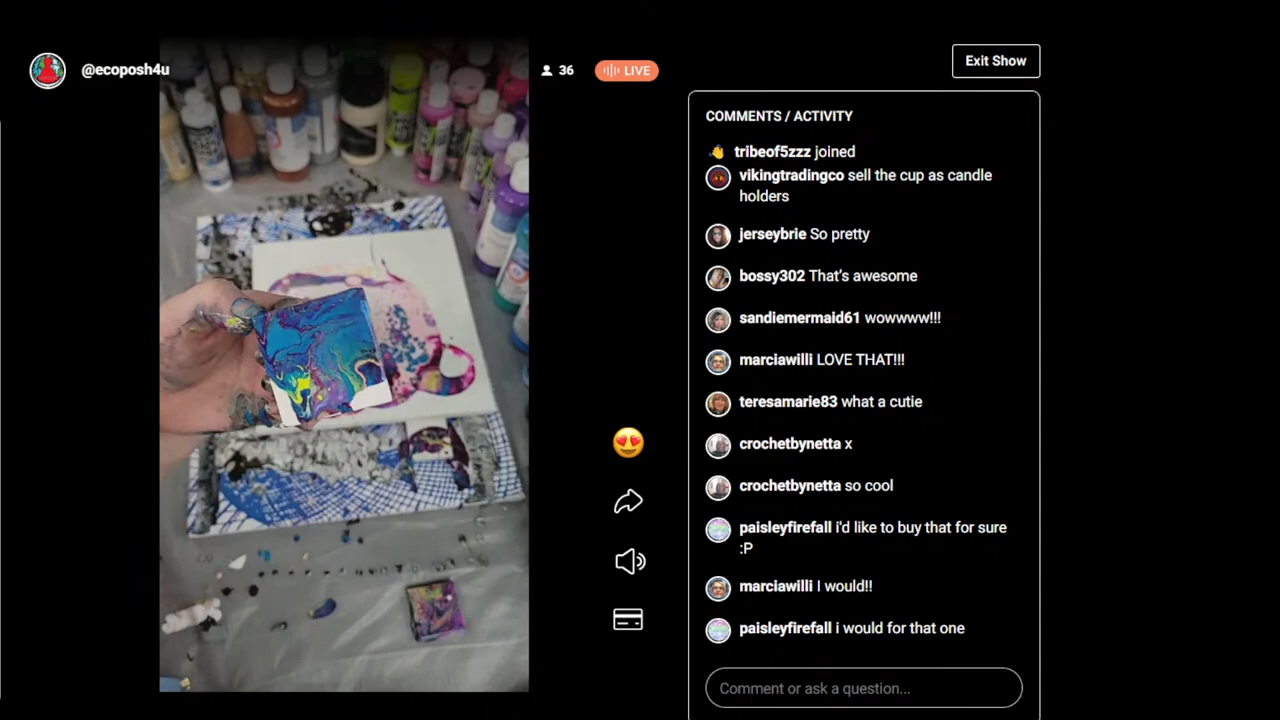 @ecoposh4u
36
LIVE
Exit Show
COMMENTS / ACTIVITY
tribeof5zzz joined
vikingtradingco sell the cup as candle
holders
jerseybrie So pretty
bossy302 That's awesome
sandiemermaid61 wowwww!!!
marciawilli LOVE THAT!!!
teresamarie83 what a cutie
crochetbynetta x
crochetbynetta so cool
paisleyfirefall i'd like to buy that for sure
:P
marciawilli I would!!
paisleyfirefall i would for that one
Comment or ask a question...